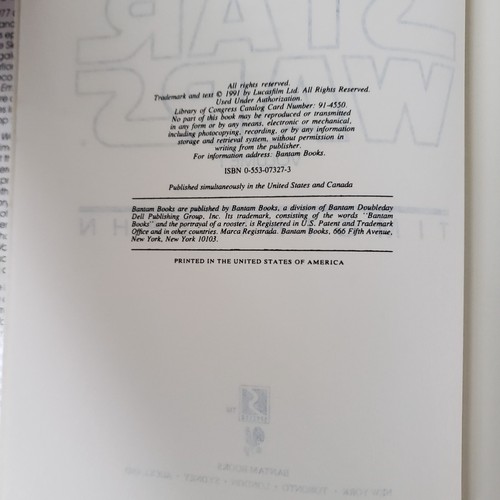 All rights reserved.
Trademark and text © 1991 by Lucasfilm Ltd. All Rights Reserved.
Used Under Authorization.
Library of Congress Catalog Card Number: 91-4550.
No part of this book may be reproduced or transmitted
in any form or by any means, electronic or mechanical,
including photocopying, recording, or by any information
storage and retrieval system, without permission in
writing from the publisher.
For information address: Bantam Books.
ISBN 0-553-07327-3
Published simultaneously in the United States and Canada
Bantam Books are published by Bantam Books, a division of Bantam Doubleday
Dell Publishing Group, Inc. Its trademark, consisting of the words "Bantam
Books" and the portrayal of a rooster, is Registered in U.S. Patent and Trademark
Office and in other countries. Marca Registrada. Bantam Books, 666 Fifth Avenue,
New York, New York 10103.
PRINTED IN THE UNITED STATES OF AMERICA